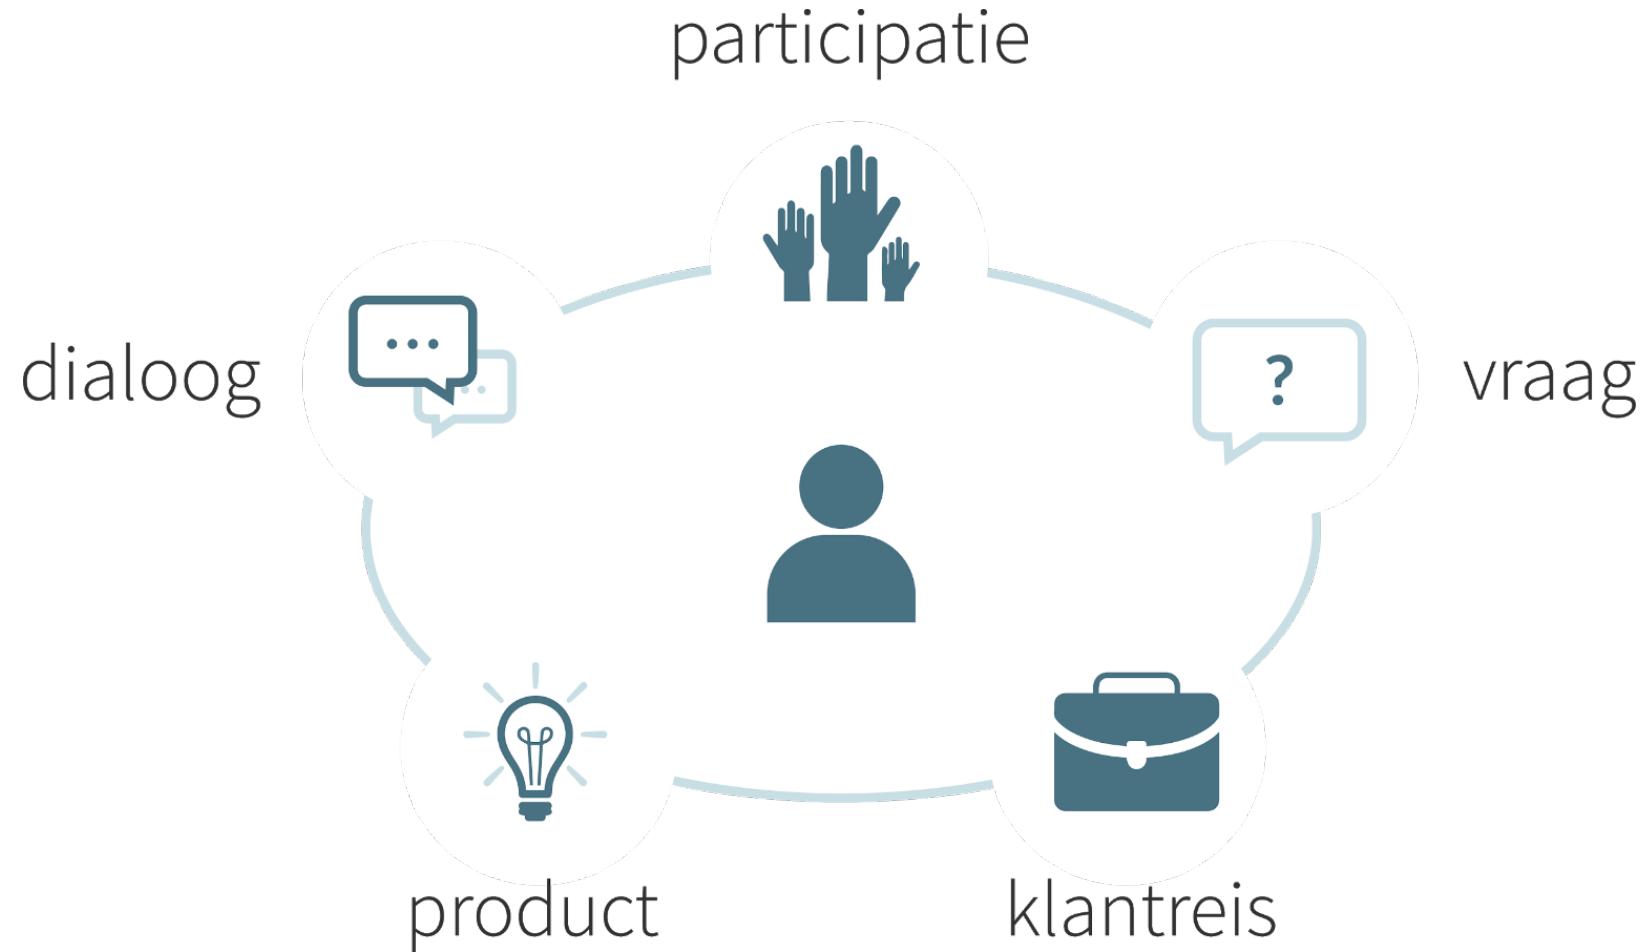 participatie
dialoog
vraag
?
product
klantreis